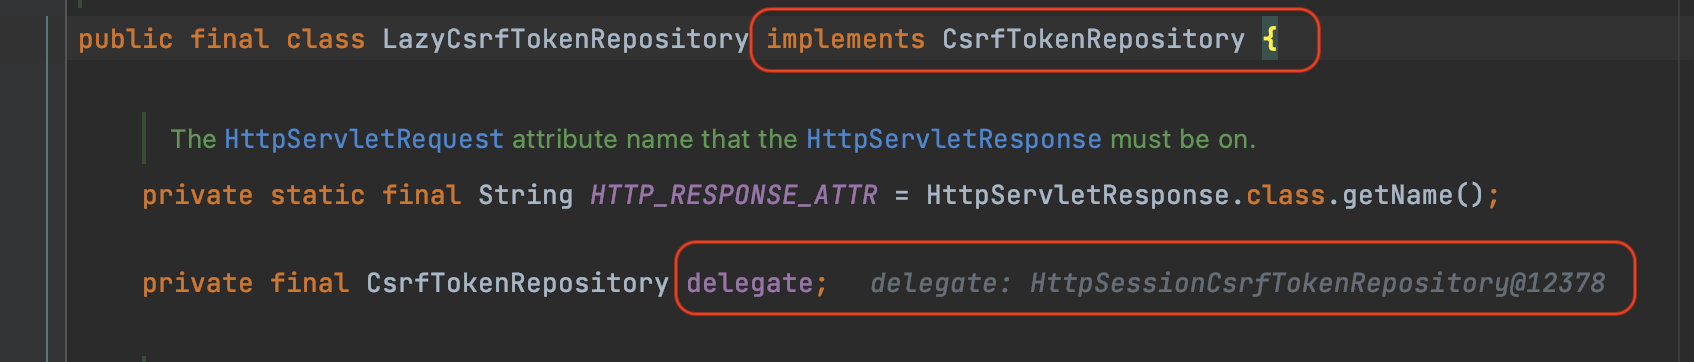 public final class LazyCsrfTokenRepository implements CsrfTokenRepository {
The HttpServletRequest attribute name that the HttpServletResponse must be on.
private static final String HTTP_RESPONSE_ATTR = HttpServletResponse.class.getName();
private final CsrfTokenRepository delegate; delegate: HttpSessionCsrfTokenRepository@12378